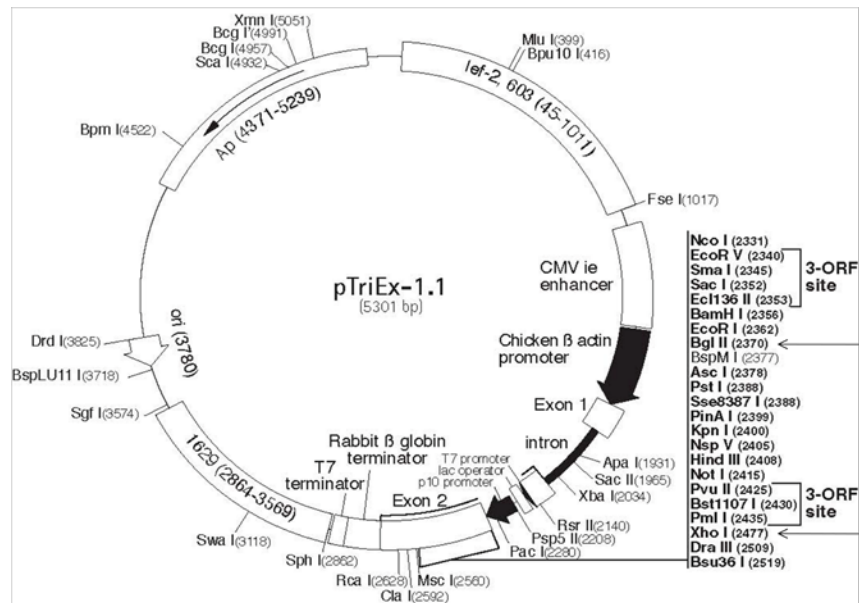 Xmn I(5051)
Bcg I'(4991)
Bcg I(4957)
Sca I(4932)
Mlu I(399)
Bpu10 I(416)
lef-2, 603 (45-1011)
Ap (4371-5239)
Bpm I(4522)
Fse I(1017)
CMV ie
enhancer
pTriEx-1.1
(5301 bp)
Chicken ß actin
promoter
ori (3780)
Drd I(3825)
BspLU11 I(3718)
Sgf I(3574)
Exon 1
intron
Rabbit ß globin
terminator
T7 promoter
lac operator
p10 promoter
Apa I(1931)
Sac II(1965)
Xba I(2034)
1629 (2864-3569)
T7
terminator
Exon 2
Rsr II(2140)
Psp5 II(2208)
Pac I(2280)
Swa I(3118)
Sph I(2862)
Rca I(2628)
Msc I(2560)
Cla I(2592)
Nco I (2331)
EcoR V (2340)
Sma I (2345)
Sac I (2352)
Ecl136 II (2353)
3-ORF
site
BamH I (2356)
EcoR I (2362)
Bgl II (2370)
BspM I (2377)
Asc I (2378)
Pst I (2388)
Sse8387 I (2388)
PinA I (2399)
Kpn I (2400)
Nsp V (2405)
Hind III (2408)
Not I (2415)
Pvu II (2425)
Bst1107 I (2430)
Pml I (2435)
3-ORF
site
Xho I (2477)
Dra III (2509)
Bsu36 I (2519)